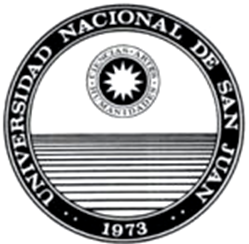 UNIVERSIDAD NACIONAL DE SAN JUAN
· CIENCIAS · ARTES · HUMANIDADES
· 1973 ·